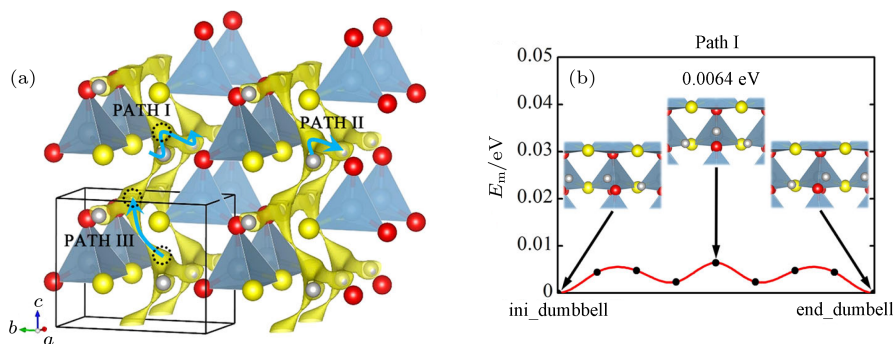 (a)
PATH I
PATH II
PATH III
c
b
a
Path I
(b)
0.0064 eV
Em/eV
0.05
0.04
0.03
0.02
0.01
0
ini_dumbbell
end_dumbell